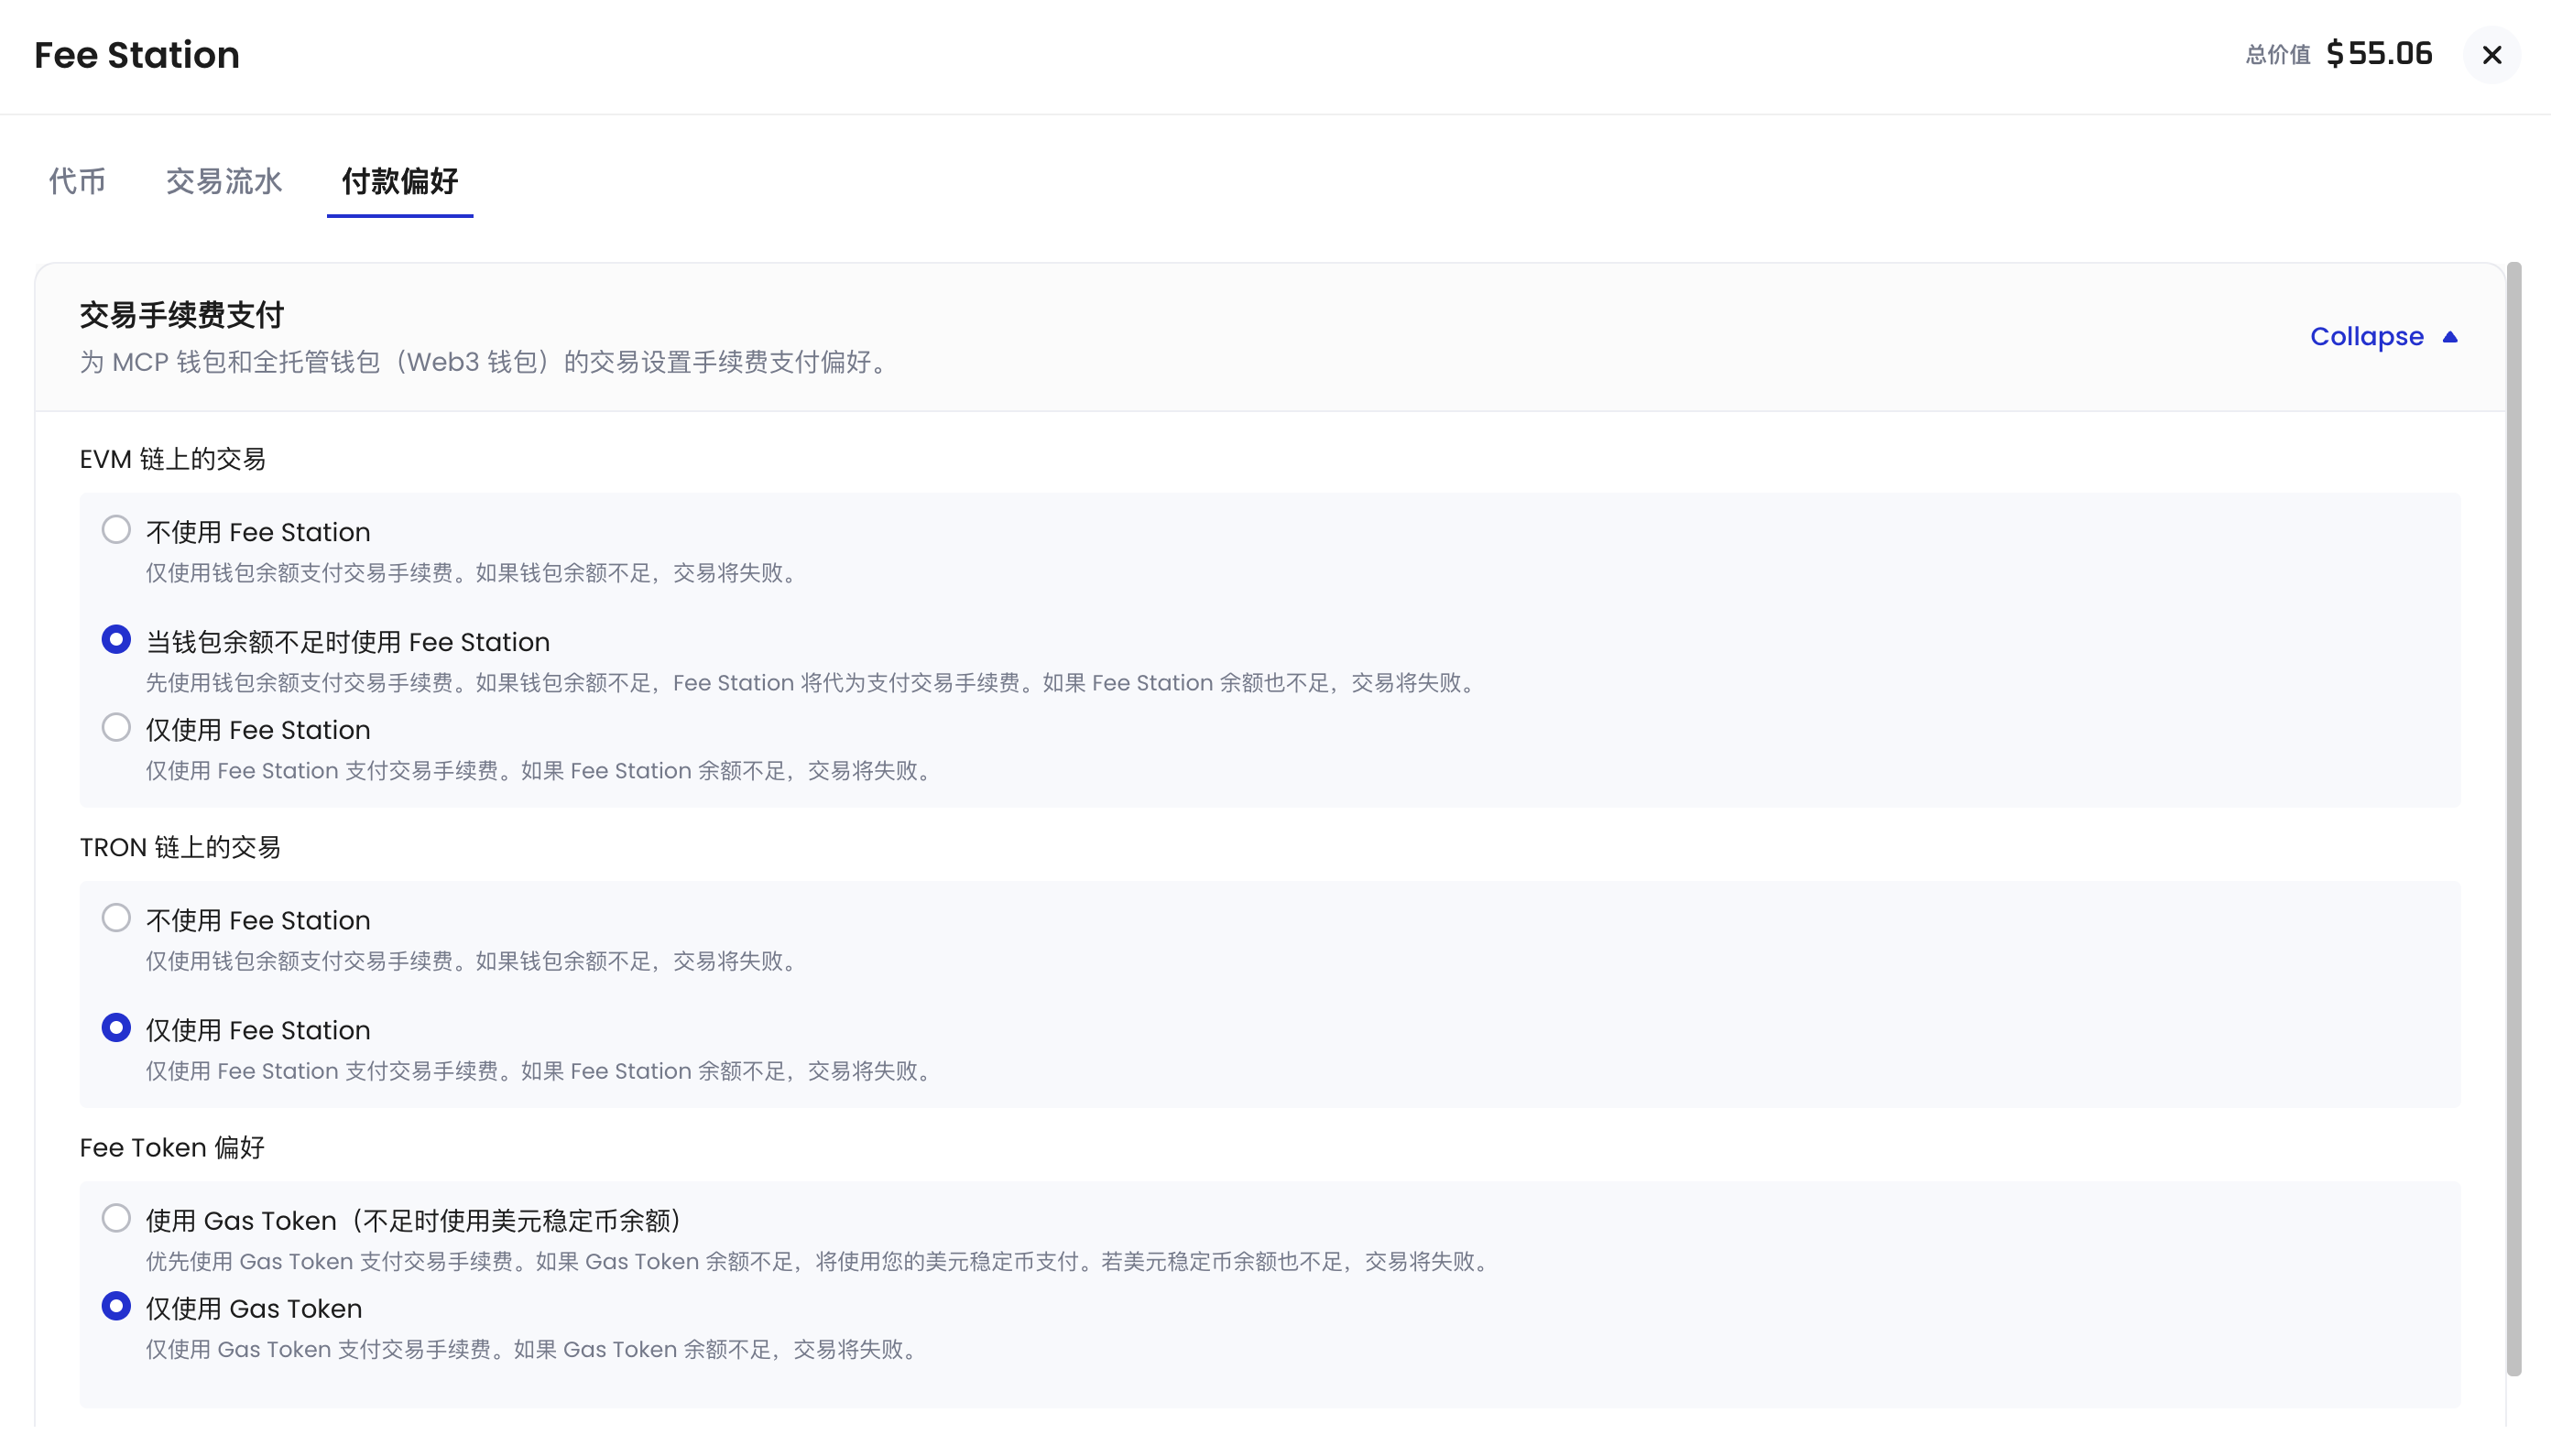 Fee Station
总价值 $55.06
代币 交易流水 付款偏好
交易手续费支付
为 MCP 钱包和全托管钱包（Web3 钱包）的交易设置手续费支付偏好。
Collapse
EVM 链上的交易
不使用 Fee Station
仅使用钱包余额支付交易手续费。如果钱包余额不足，交易将失败。
当钱包余额不足时使用 Fee Station
先使用钱包余额支付交易手续费。如果钱包余额不足，Fee Station 将代为支付交易手续费。如果 Fee Station 余额也不足，交易将失败。
仅使用 Fee Station
仅使用 Fee Station 支付交易手续费。如果 Fee Station 余额不足，交易将失败。
TRON 链上的交易
不使用 Fee Station
仅使用钱包余额支付交易手续费。如果钱包余额不足，交易将失败。
仅使用 Fee Station
仅使用 Fee Station 支付交易手续费。如果 Fee Station 余额不足，交易将失败。
Fee Token 偏好
使用 Gas Token（不足时使用美元稳定币余额）
优先使用 Gas Token 支付交易手续费。如果 Gas Token 余额不足，将使用您的美元稳定币支付。若美元稳定币余额也不足，交易将失败。
仅使用 Gas Token
仅使用 Gas Token 支付交易手续费。如果 Gas Token 余额不足，交易将失败。